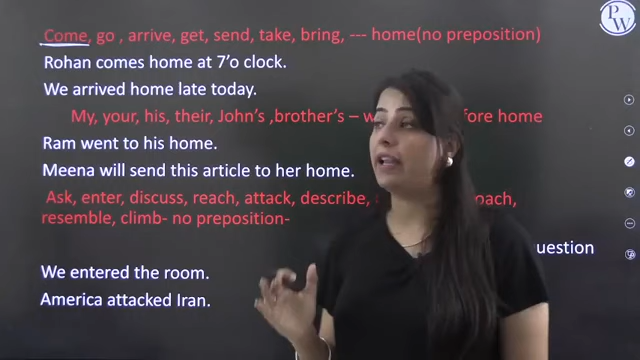 PW
Come, go , arrive, get, send, take, bring, --- home(no preposition)
Rohan comes home at 7'o clock.
We arrived home late today.
My, your, his, their, John's ,brother's – fore home
Ram went to his home.
Meena will send this article to her home.
Ask, enter, discuss, reach, attack, describe, oach,
resemble, climb- no preposition-
uestion
We entered the room.
America attacked Iran.